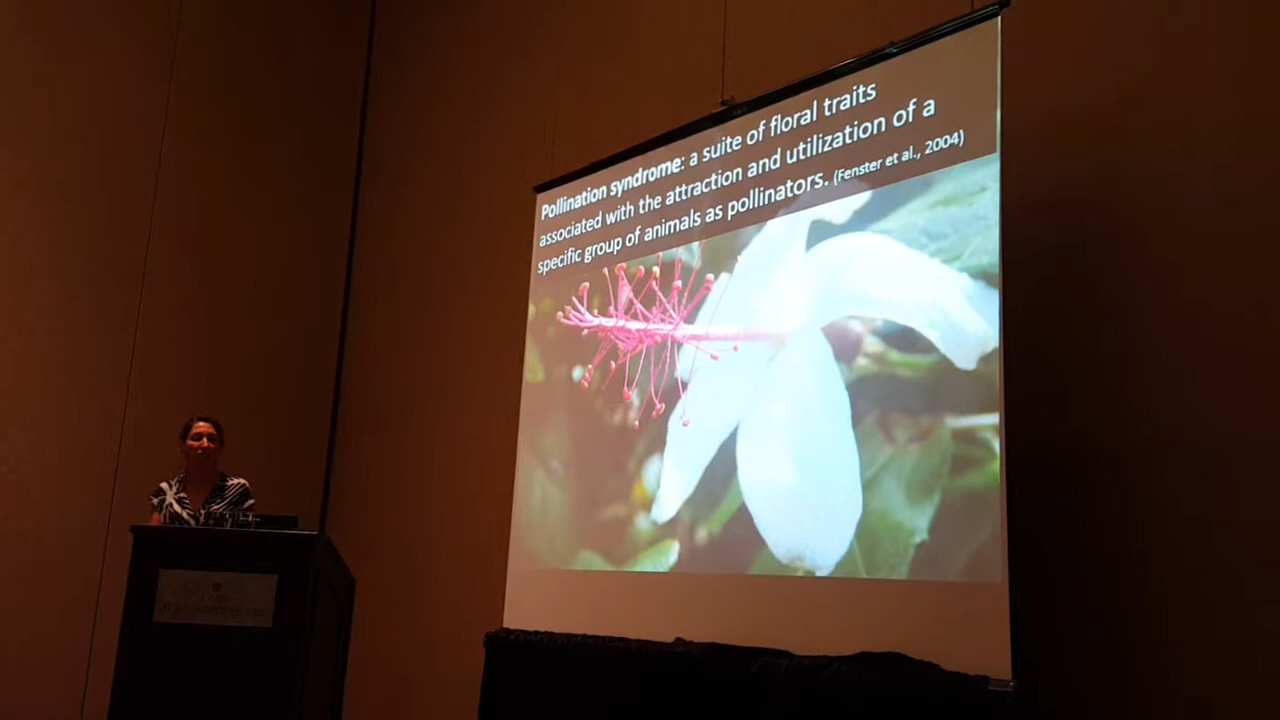 Pollination syndrome: a suite of floral traits
associated with the attraction and utilization of a
specific group of animals as pollinators. (Fenster et al., 2004)